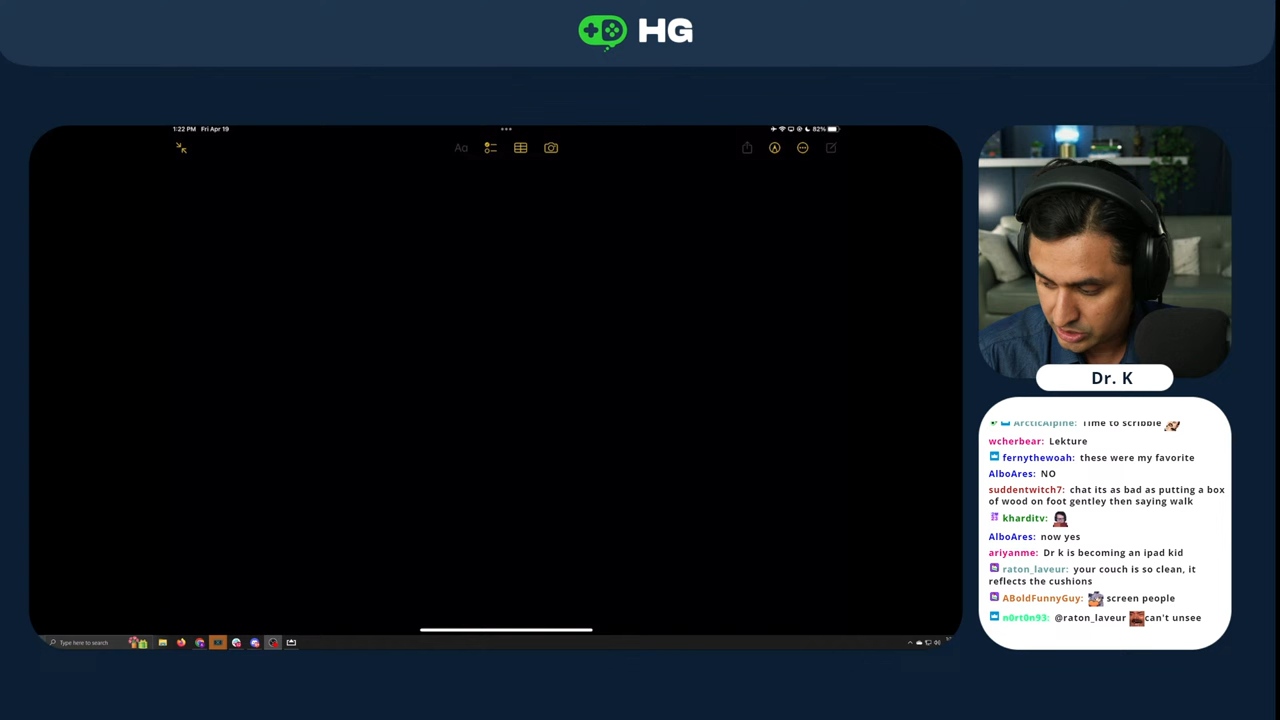 HG
1:22 PM Fri Apr 19
82%
Aa
Dr. K
ArcticAlpine: Time to scribble
wcherbear: Lekture
fernythewoah: these were my favorite
AlboAres: NO
suddentwitch7: chat its as bad as putting a box
of wood on foot gentley then saying walk
kharditv:
AlboAres: now yes
ariyanme: Dr k is becoming an ipad kid
raton_laveur: your couch is so clean, it
reflects the cushions
ABoldFunnyGuy: screen people
n0rt0n93: @raton_laveur can't unsee
Type here to search